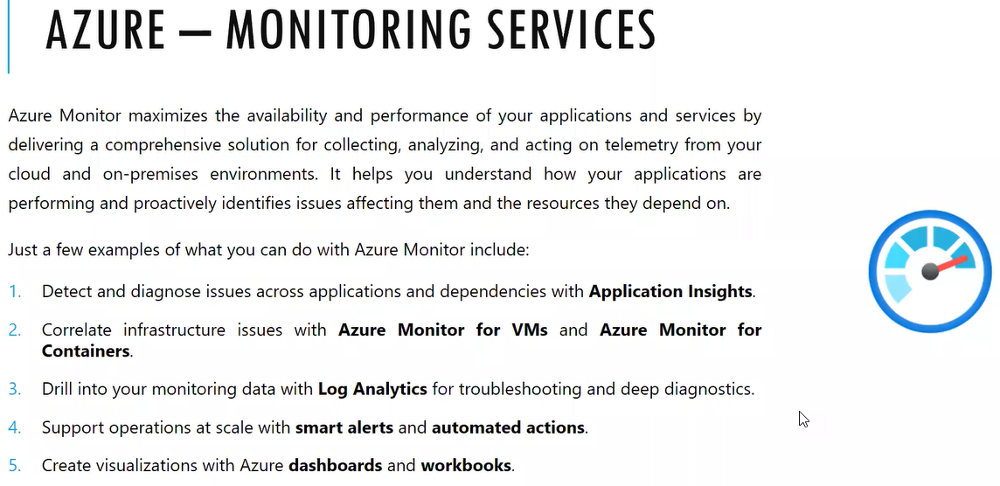 AZURE – MONITORING SERVICES
Azure Monitor maximizes the availability and performance of your applications and services by
delivering a comprehensive solution for collecting, analyzing, and acting on telemetry from your
cloud and on-premises environments. It helps you understand how your applications are
performing and proactively identifies issues affecting them and the resources they depend on.
Just a few examples of what you can do with Azure Monitor include:
1. Detect and diagnose issues across applications and dependencies with Application Insights.
2. Correlate infrastructure issues with Azure Monitor for VMs and Azure Monitor for
Containers.
3. Drill into your monitoring data with Log Analytics for troubleshooting and deep diagnostics.
4. Support operations at scale with smart alerts and automated actions.
5. Create visualizations with Azure dashboards and workbooks.